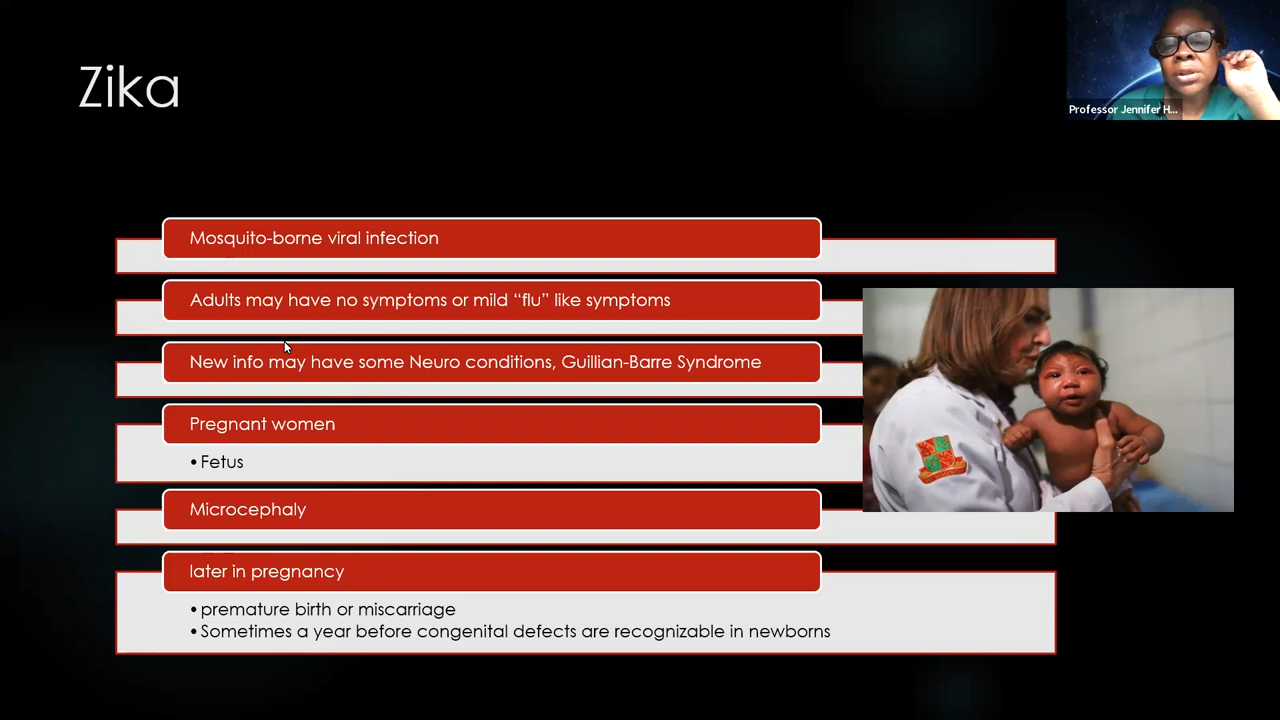 Zika
Professor Jennifer H...
Mosquito-borne viral infection
Adults may have no symptoms or mild “flu” like symptoms
New info may have some Neuro conditions, Guillian-Barre Syndrome
Pregnant women
• Fetus
Microcephaly
later in pregnancy
• premature birth or miscarriage
• Sometimes a year before congenital defects are recognizable in newborns